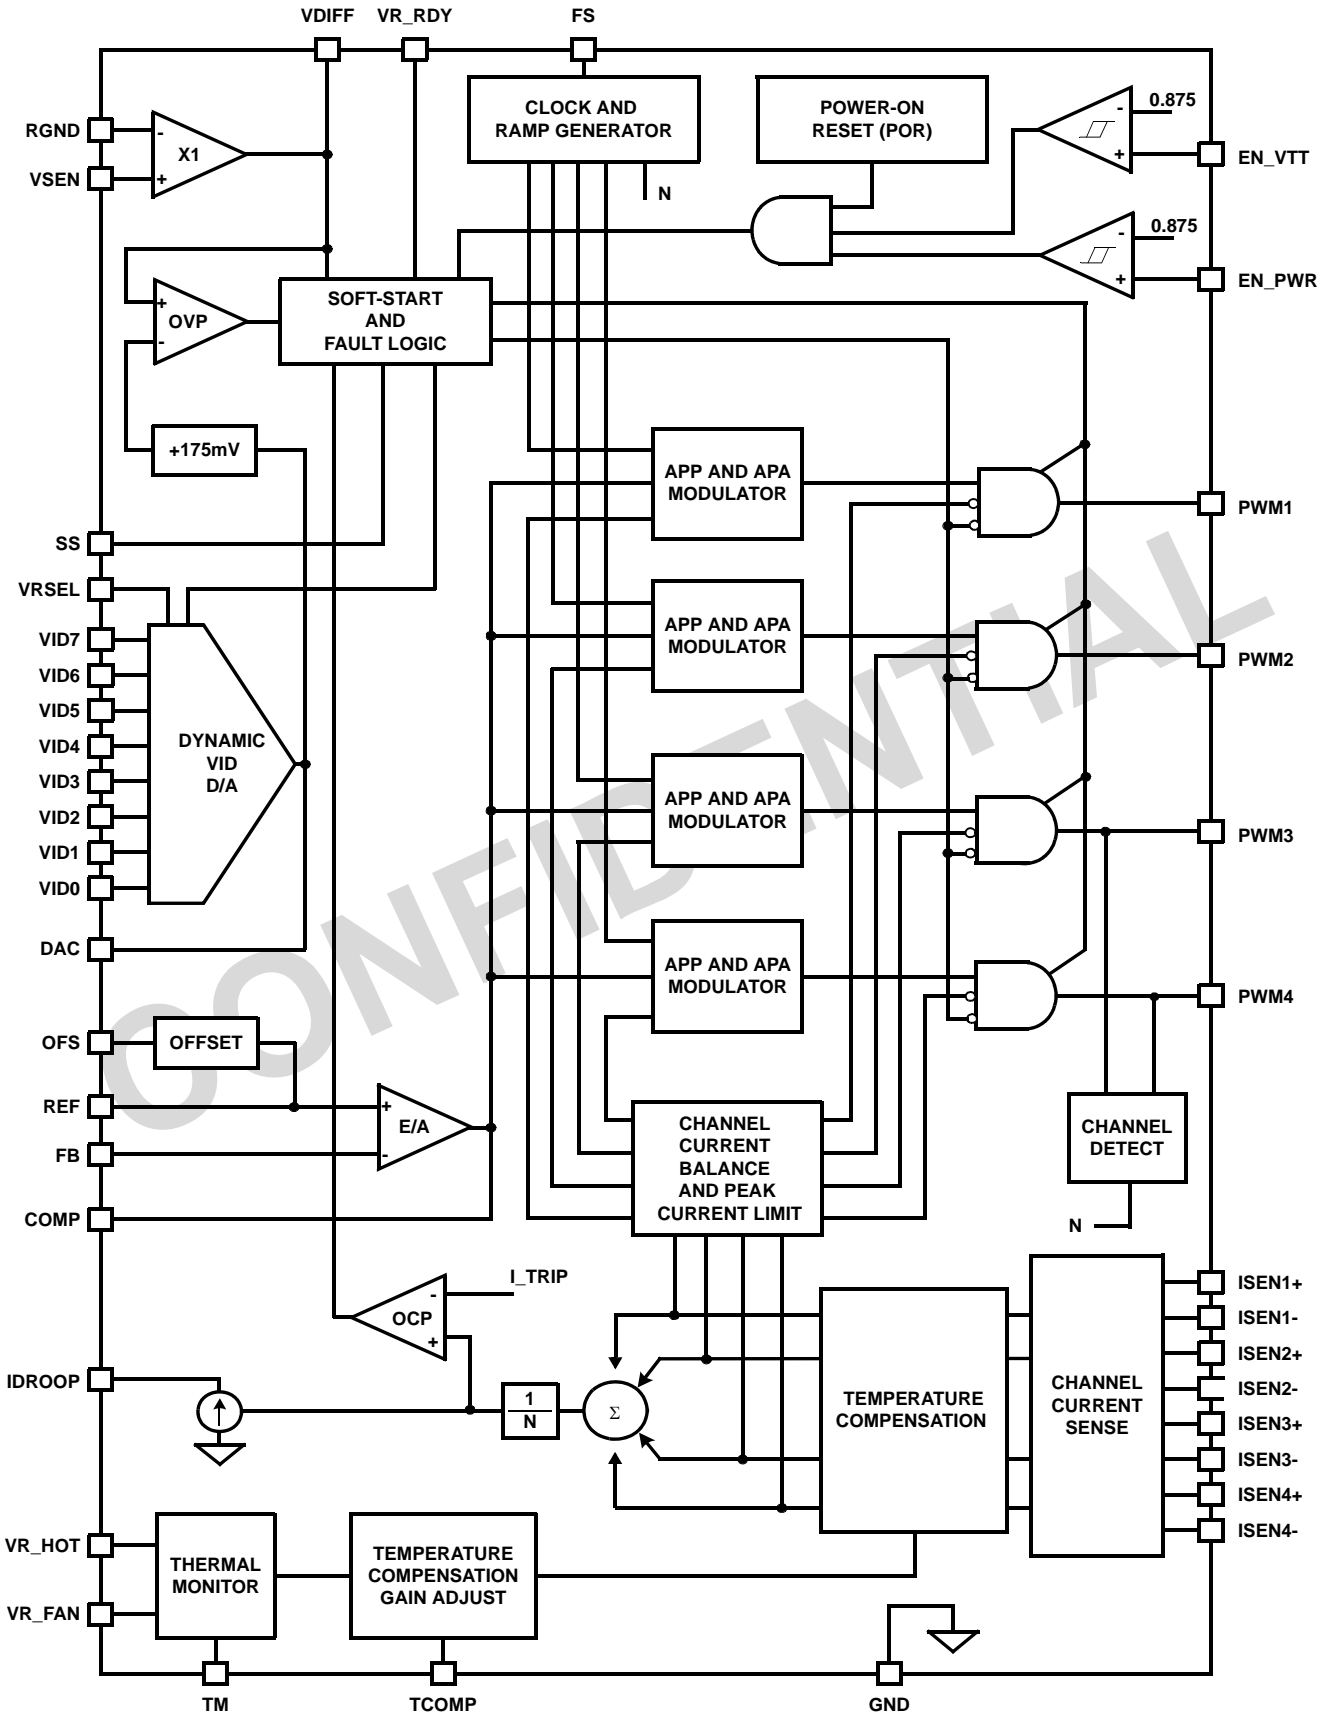 VDIFF
VR_RDY
FS
RGND
VSEN
-
X1
+
CLOCK AND
RAMP GENERATOR
N
POWER-ON
RESET (POR)
-
0.875
+
EN_VTT
-
0.875
+
EN_PWR
+
OVP
-
SOFT-START
AND
FAULT LOGIC
+175mV
APP AND APA
MODULATOR
PWM1
SS
VRSEL
VID7
VID6
VID5
VID4
VID3
VID2
VID1
VID0
DYNAMIC
VID
D/A
APP AND APA
MODULATOR
PWM2
APP AND APA
MODULATOR
PWM3
DAC
APP AND APA
MODULATOR
PWM4
OFS
OFFSET
REF
FB
+
E/A
-
COMP
CHANNEL
CURRENT
BALANCE
AND PEAK
CURRENT LIMIT
CHANNEL
DETECT
N
I_TRIP
-
OCP
+
IDROOP
1
N
Σ
TEMPERATURE
COMPENSATION
CHANNEL
CURRENT
SENSE
ISEN1+
ISEN1-
ISEN2+
ISEN2-
ISEN3+
ISEN3-
ISEN4+
ISEN4-
VR_HOT
VR_FAN
THERMAL
MONITOR
TEMPERATURE
COMPENSATION
GAIN ADJUST
TM
TCOMP
GND
CONFIDENTIAL